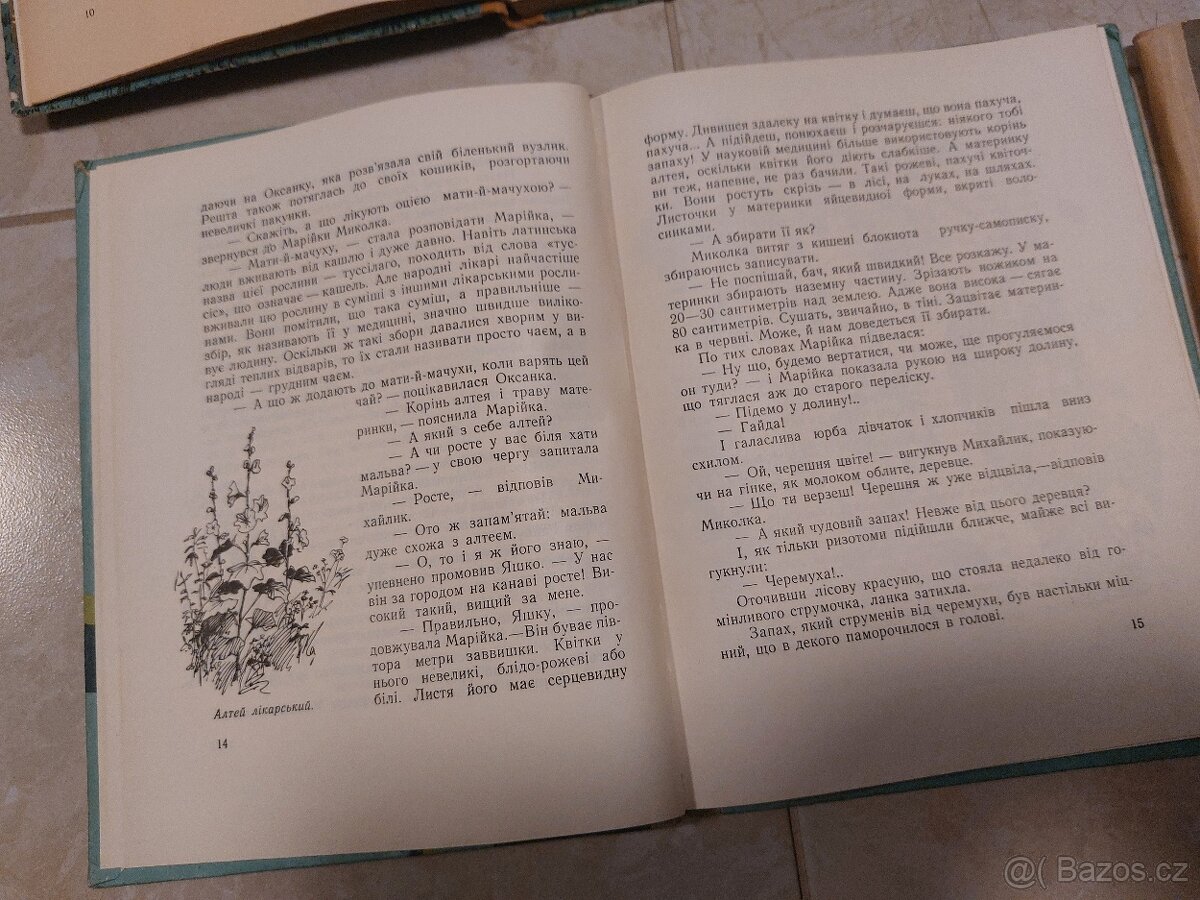 10
даючи на Оксанку, яка розв'язала свій біленький вузлик.
Решта також потяглась до своїх кошиків, розгортаючи
невеличкі пакунки.
— Скажіть, а що лікують оцією мати-й-мачухою? —
звернувся до Марійки Миколка.
— Мати-й-мачуху, — стала розповідати Марійка, —
люди вживають від кашлю і дуже давно. Навіть латинська
назва цієї рослини — туссілаго, походить від слова «тус-
сіс», що означає — кашель. Але народні лікарі найчастіше
вживали цю рослину в суміші з іншими лікарськими росли-
нами. Вони помітили, що така суміш, а правильніше —
збір, як називають її у медицині, значно швидше виліко-
вує людину. Оскільки ж такі збори давалися хворим у ви-
гляді теплих відварів, то їх стали називати просто чаєм, а в
народі — грудним чаєм.
— А що ж додають до мати-й-мачухи, коли варять цей
чай? — поцікавилася Оксанка.
— Корінь алтея і траву мате-
ринки, — пояснила Марійка.
— А який з себе алтей?
— А чи росте у вас біля хати
мальва? — у свою чергу запитала
Марійка.
— Росте, — відповів Ми-
хайлик.
— Ото ж запам'ятай: мальва
дуже схожа з алтеєм.
— О, то і я ж його знаю, —
упевнено промовив Яшко. — У нас
він за городом на канаві росте! Ви-
сокий такий, вищий за мене.
— Правильно, Яшку, — про-
довжувала Марійка.— Він буває пів-
тора метри заввишки. Квітки у
нього невеликі, блідо-рожеві або
білі. Листя його має серцевидну
Алтей лікарський.
14
форму. Дивишся здалеку на квітку і думаєш, що вона пахуча,
пахуча... А підійдеш, понюхаєш і розчаруєшся: ніякого тобі
запаху! У науковій медицині більше використовують корінь
алтея, оскільки квітки його діють слабкіше. А материнку
ви теж, напевне, не раз бачили. Такі рожеві, пахучі квіточ-
ки. Вони ростуть скрізь — в лісі, на луках, на шляхах.
Листочки у материнки яйцевидної форми, вкриті воло-
синками.
— А збирати її як?
Миколка витяг з кишені блокнота ручку-самописку,
збираючись записувати.
— Не поспішай, бач, який швидкий! Все розкажу. У ма-
теринки збирають наземну частину. Зрізають ножиком на
20—30 сантиметрів над землею. Адже вона висока — сягає
80 сантиметрів. Сушать, звичайно, в тіні. Зацвітає материн-
ка в червні. Може, й нам доведеться її збирати.
По тих словах Марійка підвелася:
— Ну що, будемо вертатися, чи може, ще прогуляємося
он туди? — і Марійка показала рукою на широку долину,
що тяглася аж до старого переліску.
— Підемо у долину!..
— Гайда!
І галаслива юрба дівчаток і хлопчиків пішла вниз
схилом.
— Ой, черешня цвіте! — вигукнув Михайлик, показую-
чи на гінке, як молоком облите, деревце.
— Що ти верзеш! Черешня ж уже відцвіла,—відповів
Миколка.
— А який чудовий запах! Невже від цього деревця?
І, як тільки ризотоми підійшли ближче, майже всі ви-
гукнули:
— Черемуха!..
Оточивши лісову красуню, що стояла недалеко від го-
мінливого струмочка, ланка затихла.
Запах, який струменів від черемухи, був настільки міц-
ний, що в декого паморочилося в голові.
15
@( Bazos.cz